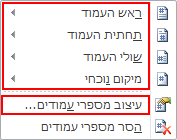 ראש העמוד
תחתית העמוד
שולי העמוד
מיקום נוכחי
עיצוב מספרי עמודים...
הסר מספרי עמודים